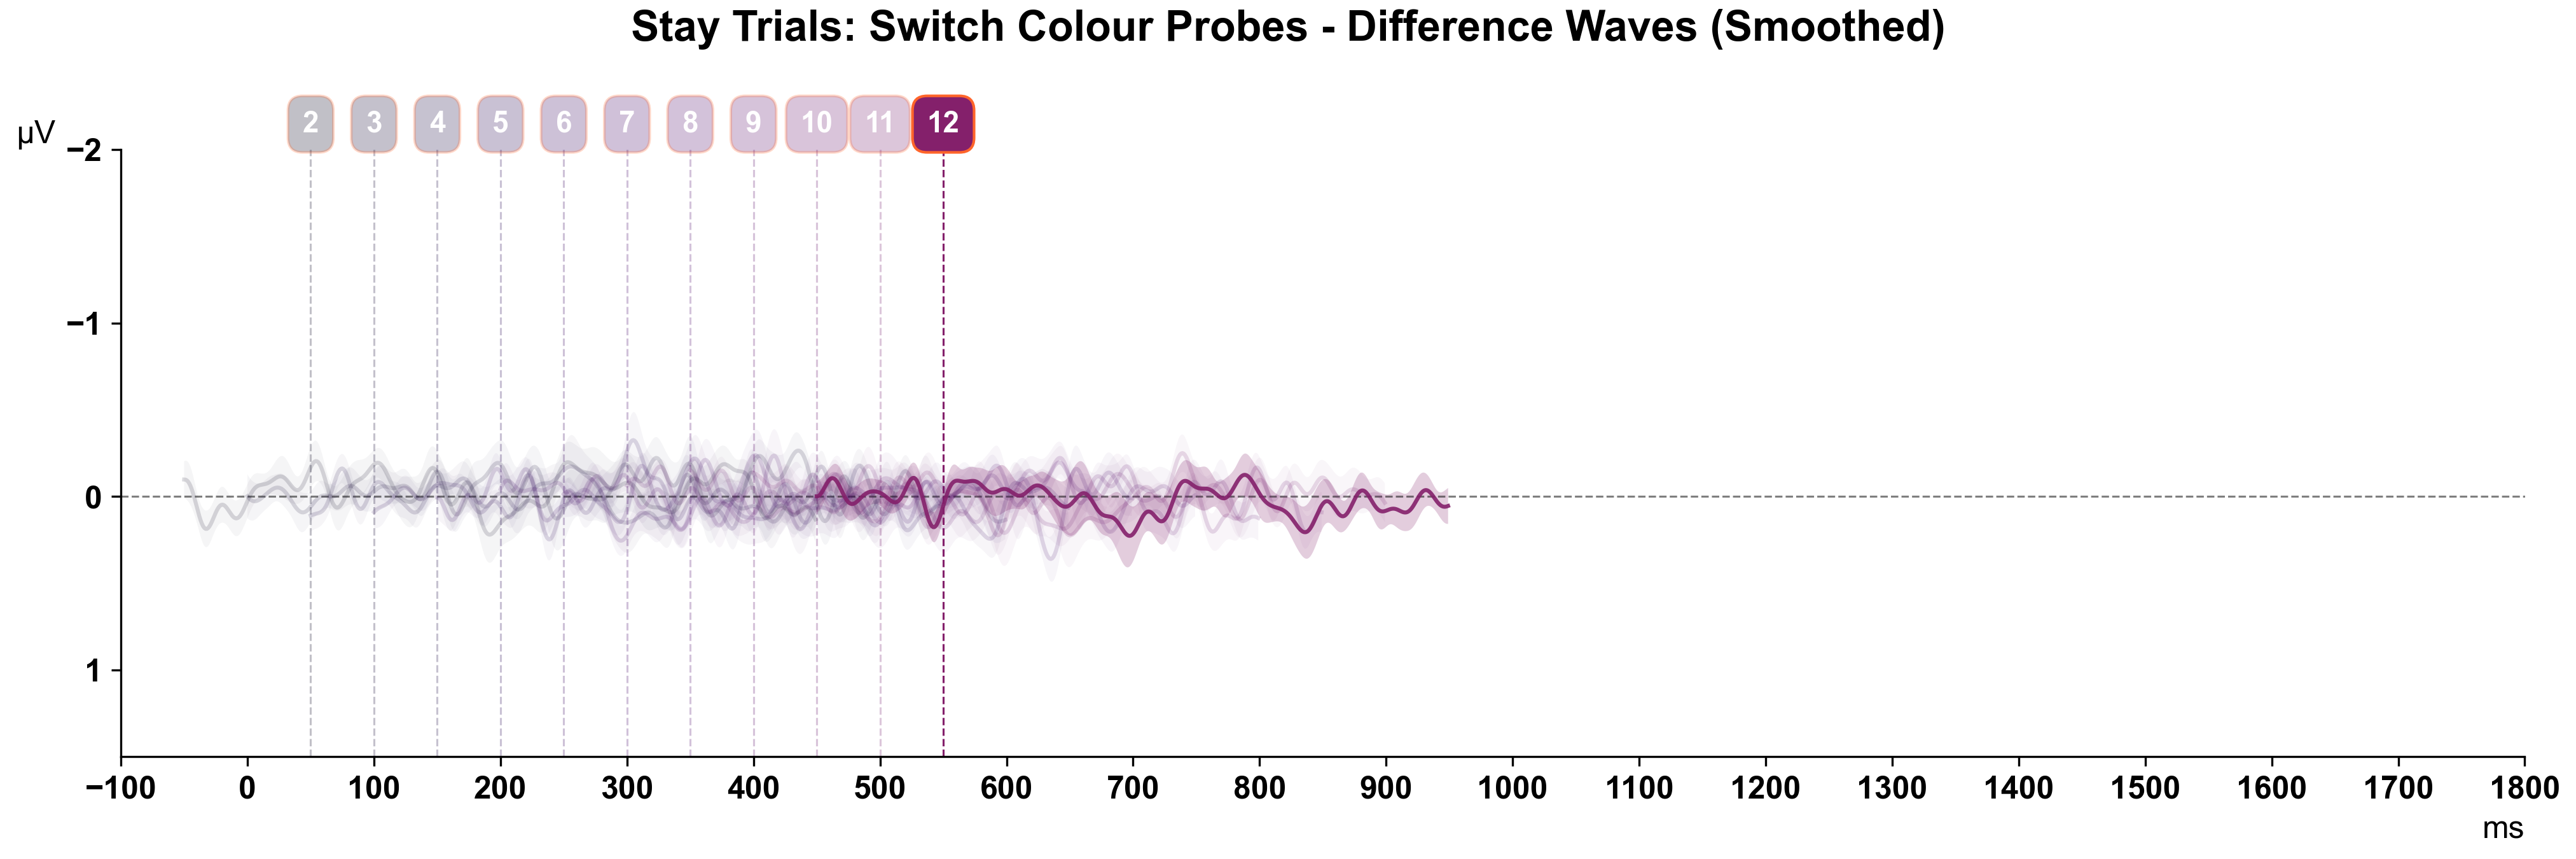 Stay Trials: Switch Colour Probes - Difference Waves (Smoothed)
2 3 4 5 6 7 8 9 10 11 12
µV
−2
−1
0
1
−100 0 100 200 300 400 500 600 700 800 900 1000 1100 1200 1300 1400 1500 1600 1700 1800
ms